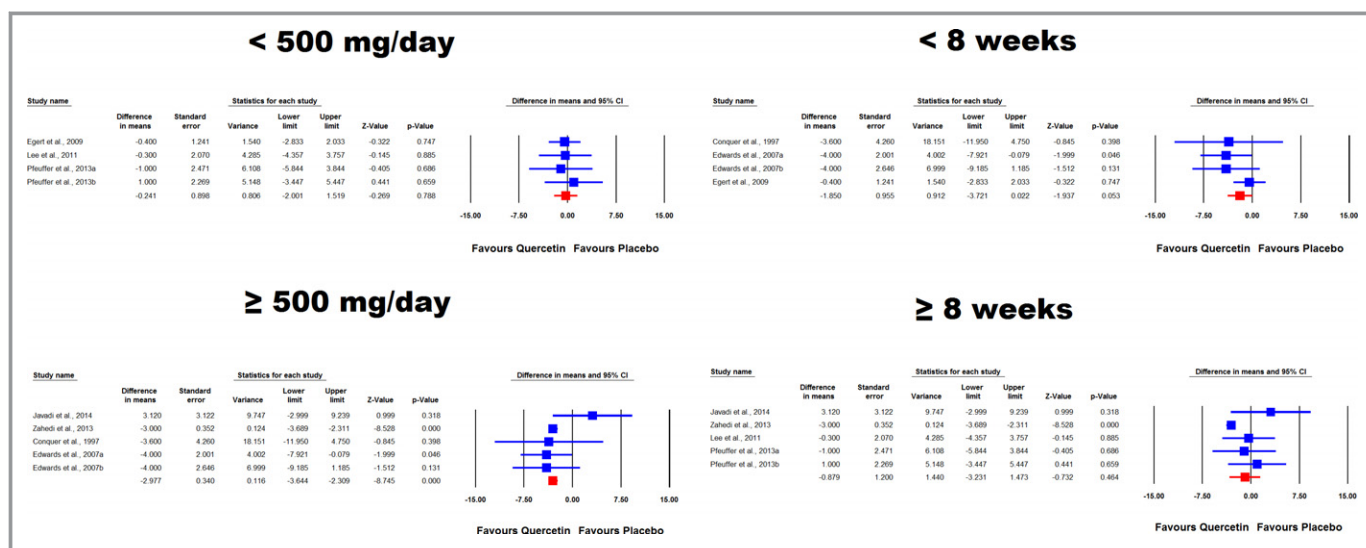 < 500 mg/day
Study name Statistics for each study Difference in means and 95% CI
Difference in means Standard error Variance Lower limit Upper limit Z-Value p-Value
Egert et al., 2009 -0.400 1.241 1.540 -2.833 2.033 -0.322 0.747
Lee et al., 2011 -0.300 2.070 4.285 -4.357 3.757 -0.145 0.885
Pfeuffer et al., 2013a -1.000 2.471 6.108 -5.844 3.844 -0.405 0.686
Pfeuffer et al., 2013b 1.000 2.269 5.148 -3.447 5.447 0.441 0.659
-0.241 0.898 0.806 -2.001 1.519 -0.269 0.788
-15.00 -7.50 0.00 7.50 15.00
Favours Quercetin Favours Placebo
< 8 weeks
Study name Statistics for each study Difference in means and 95% CI
Difference in means Standard error Variance Lower limit Upper limit Z-Value p-Value
Conquer et al., 1997 -3.600 4.260 18.151 -11.950 4.750 -0.845 0.398
Edwards et al., 2007a -4.000 2.001 4.002 -7.921 -0.079 -1.999 0.046
Edwards et al., 2007b -4.000 2.646 6.999 -9.185 1.185 -1.512 0.131
Egert et al., 2009 -0.400 1.241 1.540 -2.833 2.033 -0.322 0.747
-1.850 0.955 0.912 -3.721 0.022 -1.937 0.053
-15.00 -7.50 0.00 7.50 15.00
Favours Quercetin Favours Placebo
≥ 500 mg/day
Study name Statistics for each study Difference in means and 95% CI
Difference in means Standard error Variance Lower limit Upper limit Z-Value p-Value
Javadi et al., 2014 3.120 3.122 9.747 -2.999 9.239 0.999 0.318
Zahedi et al., 2013 -3.000 0.352 0.124 -3.689 -2.311 -8.528 0.000
Conquer et al., 1997 -3.600 4.260 18.151 -11.950 4.750 -0.845 0.398
Edwards et al., 2007a -4.000 2.001 4.002 -7.921 -0.079 -1.999 0.046
Edwards et al., 2007b -4.000 2.646 6.999 -9.185 1.185 -1.512 0.131
-2.977 0.340 0.116 -3.644 -2.309 -8.745 0.000
-15.00 -7.50 0.00 7.50 15.00
Favours Quercetin Favours Placebo
≥ 8 weeks
Study name Statistics for each study Difference in means and 95% CI
Difference in means Standard error Variance Lower limit Upper limit Z-Value p-Value
Javadi et al., 2014 3.120 3.122 9.747 -2.999 9.239 0.999 0.318
Zahedi et al., 2013 -3.000 0.352 0.124 -3.689 -2.311 -8.528 0.000
Lee et al., 2011 -0.300 2.070 4.285 -4.357 3.757 -0.145 0.885
Pfeuffer et al., 2013a -1.000 2.471 6.108 -5.844 3.844 -0.405 0.686
Pfeuffer et al., 2013b 1.000 2.269 5.148 -3.447 5.447 0.441 0.659
-0.879 1.200 1.440 -3.231 1.473 -0.732 0.464
-15.00 -7.50 0.00 7.50 15.00
Favours Quercetin Favours Placebo